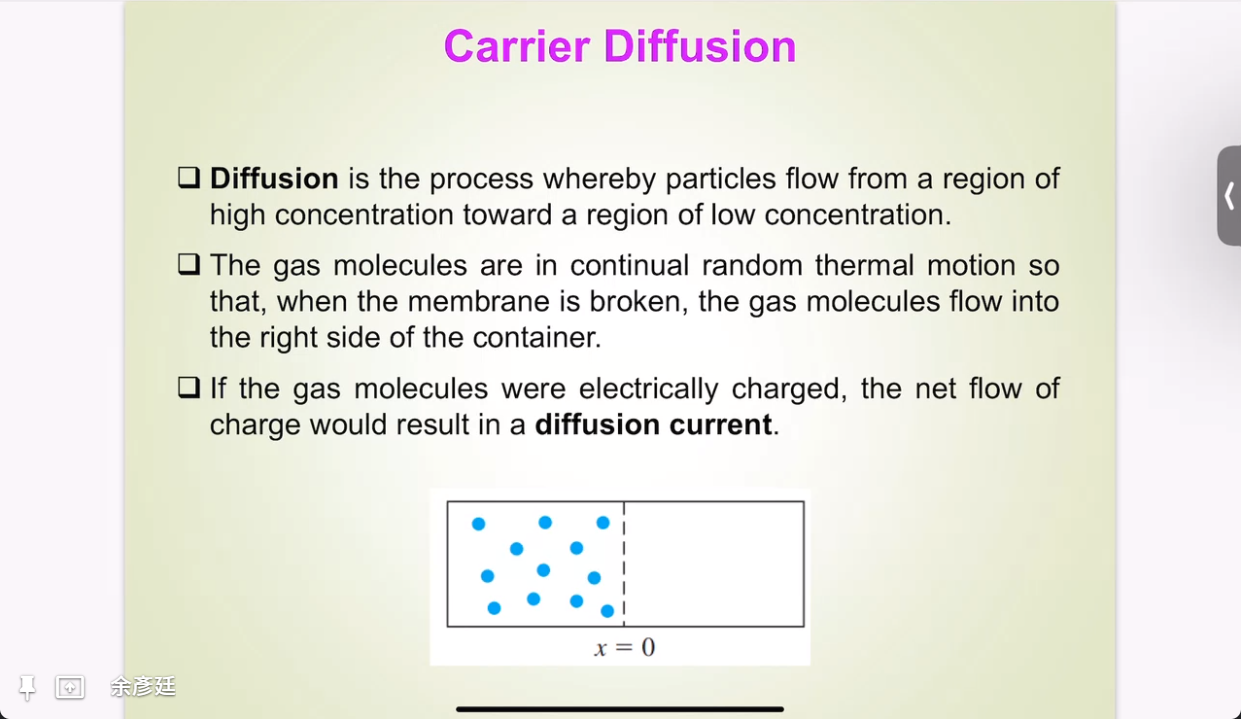 Carrier Diffusion
❑ Diffusion is the process whereby particles flow from a region of
high concentration toward a region of low concentration.
❑ The gas molecules are in continual random thermal motion so
that, when the membrane is broken, the gas molecules flow into
the right side of the container.
❑ If the gas molecules were electrically charged, the net flow of
charge would result in a diffusion current.
x = 0
余彥廷